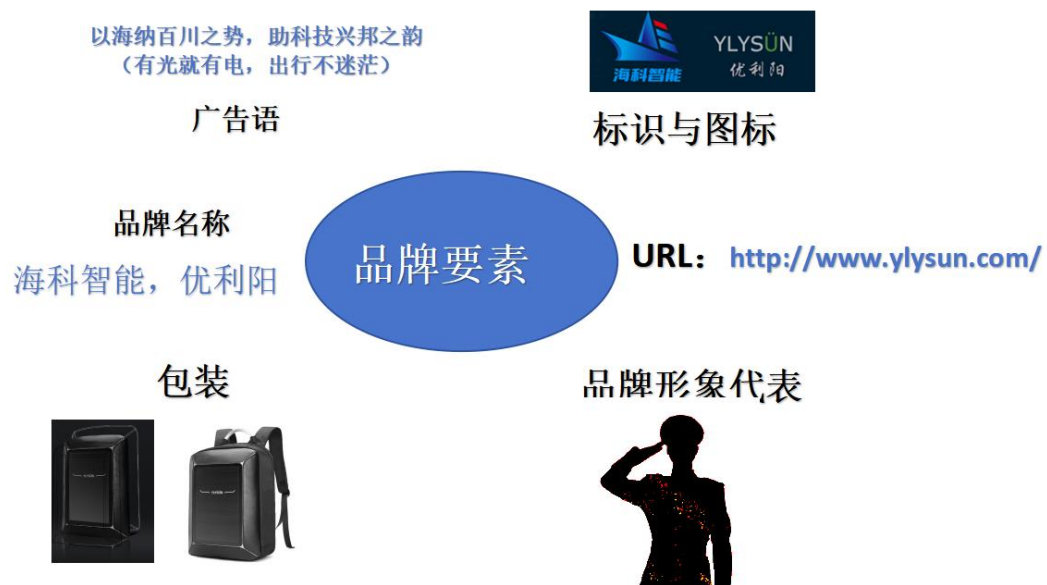 以海纳百川之势，助科技兴邦之韵
（有光就有电，出行不迷茫）
广告语
海科智能
YLYSÜN
优利阳
标识与图标
品牌名称
海科智能，优利阳
品牌要素
URL：http://www.ylysun.com/
包装
品牌形象代表